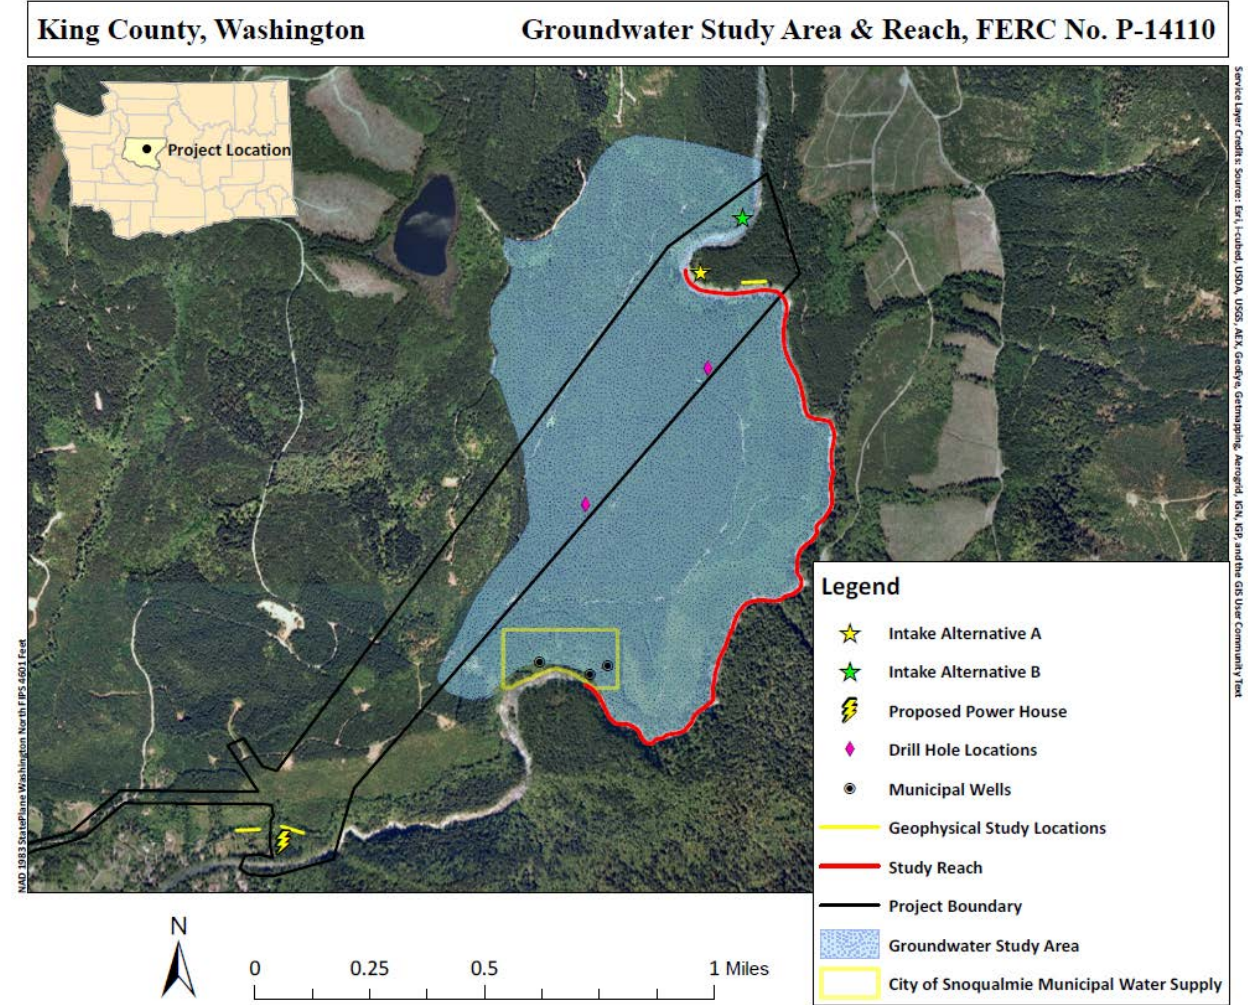 King County, Washington
Groundwater Study Area & Reach, FERC No. P-14110
Project Location
Service Layer Credits: Source: Esri, i-cubed, USDA, USGS, AEX, GeoEye, Getmapping, Aerogrid, IGN, IGP, and the GIS User Community Text
NAD 1983 StatePlane Washington North FIPS 4601 Feet
Legend
Intake Alternative A
Intake Alternative B
Proposed Power House
Drill Hole Locations
Municipal Wells
Geophysical Study Locations
Study Reach
Project Boundary
Groundwater Study Area
City of Snoqualmie Municipal Water Supply
N
0 0.25 0.5 1 Miles